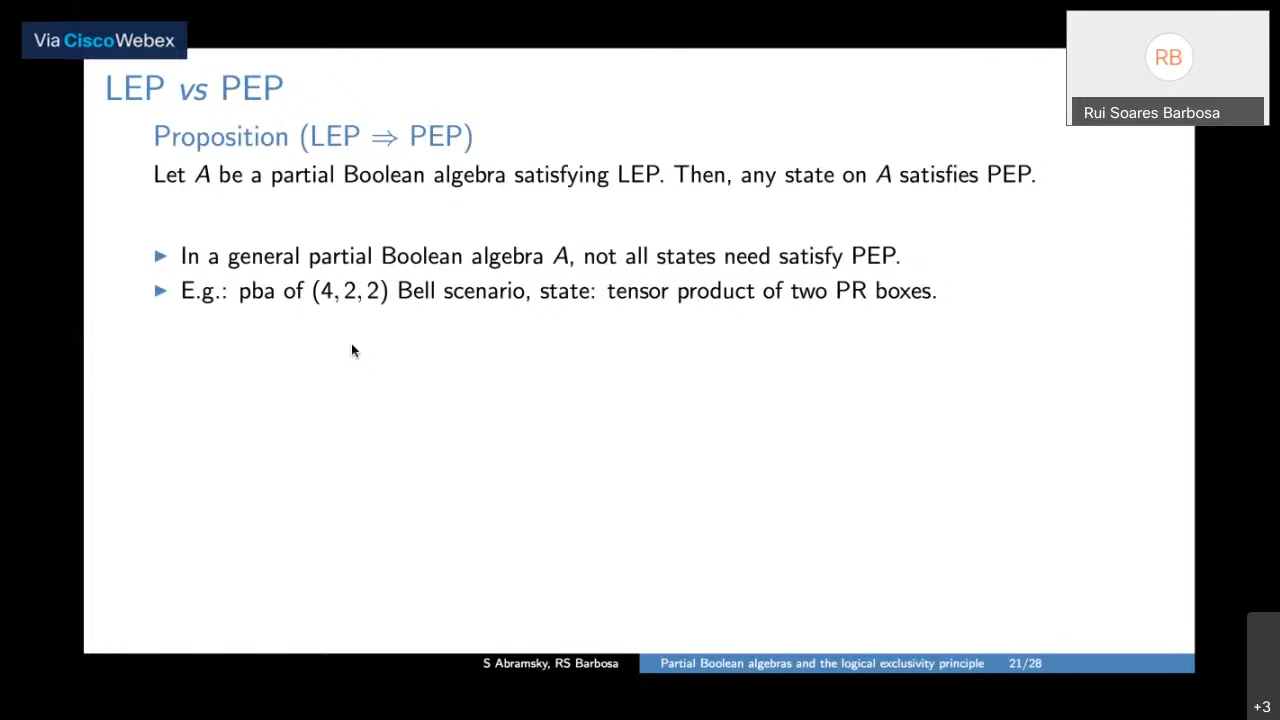 Via CiscoWebex
RB
Rui Soares Barbosa
LEP vs PEP
Proposition (LEP ⇒ PEP)
Let A be a partial Boolean algebra satisfying LEP. Then, any state on A satisfies PEP.
▶ In a general partial Boolean algebra A, not all states need satisfy PEP.
▶ E.g.: pba of (4, 2, 2) Bell scenario, state: tensor product of two PR boxes.
S Abramsky, RS Barbosa Partial Boolean algebras and the logical exclusivity principle 21/28
+3